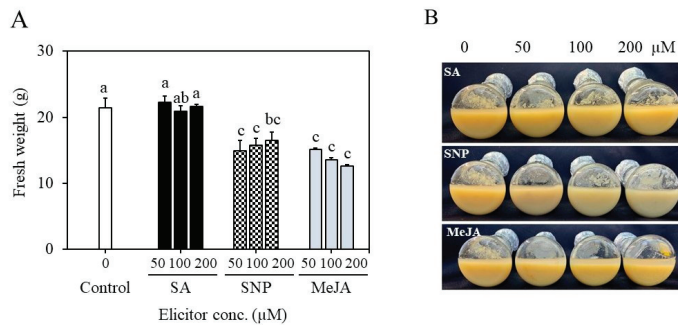 A
Fresh weight (g)
30
20
10
0
a
a
ab
a
c
c
bc
c
c
c
0
50 100 200
50 100 200
50 100 200
Control
SA
SNP
MeJA
Elicitor conc. (µM)
B
0 50 100 200 µM
SA
SNP
MeJA